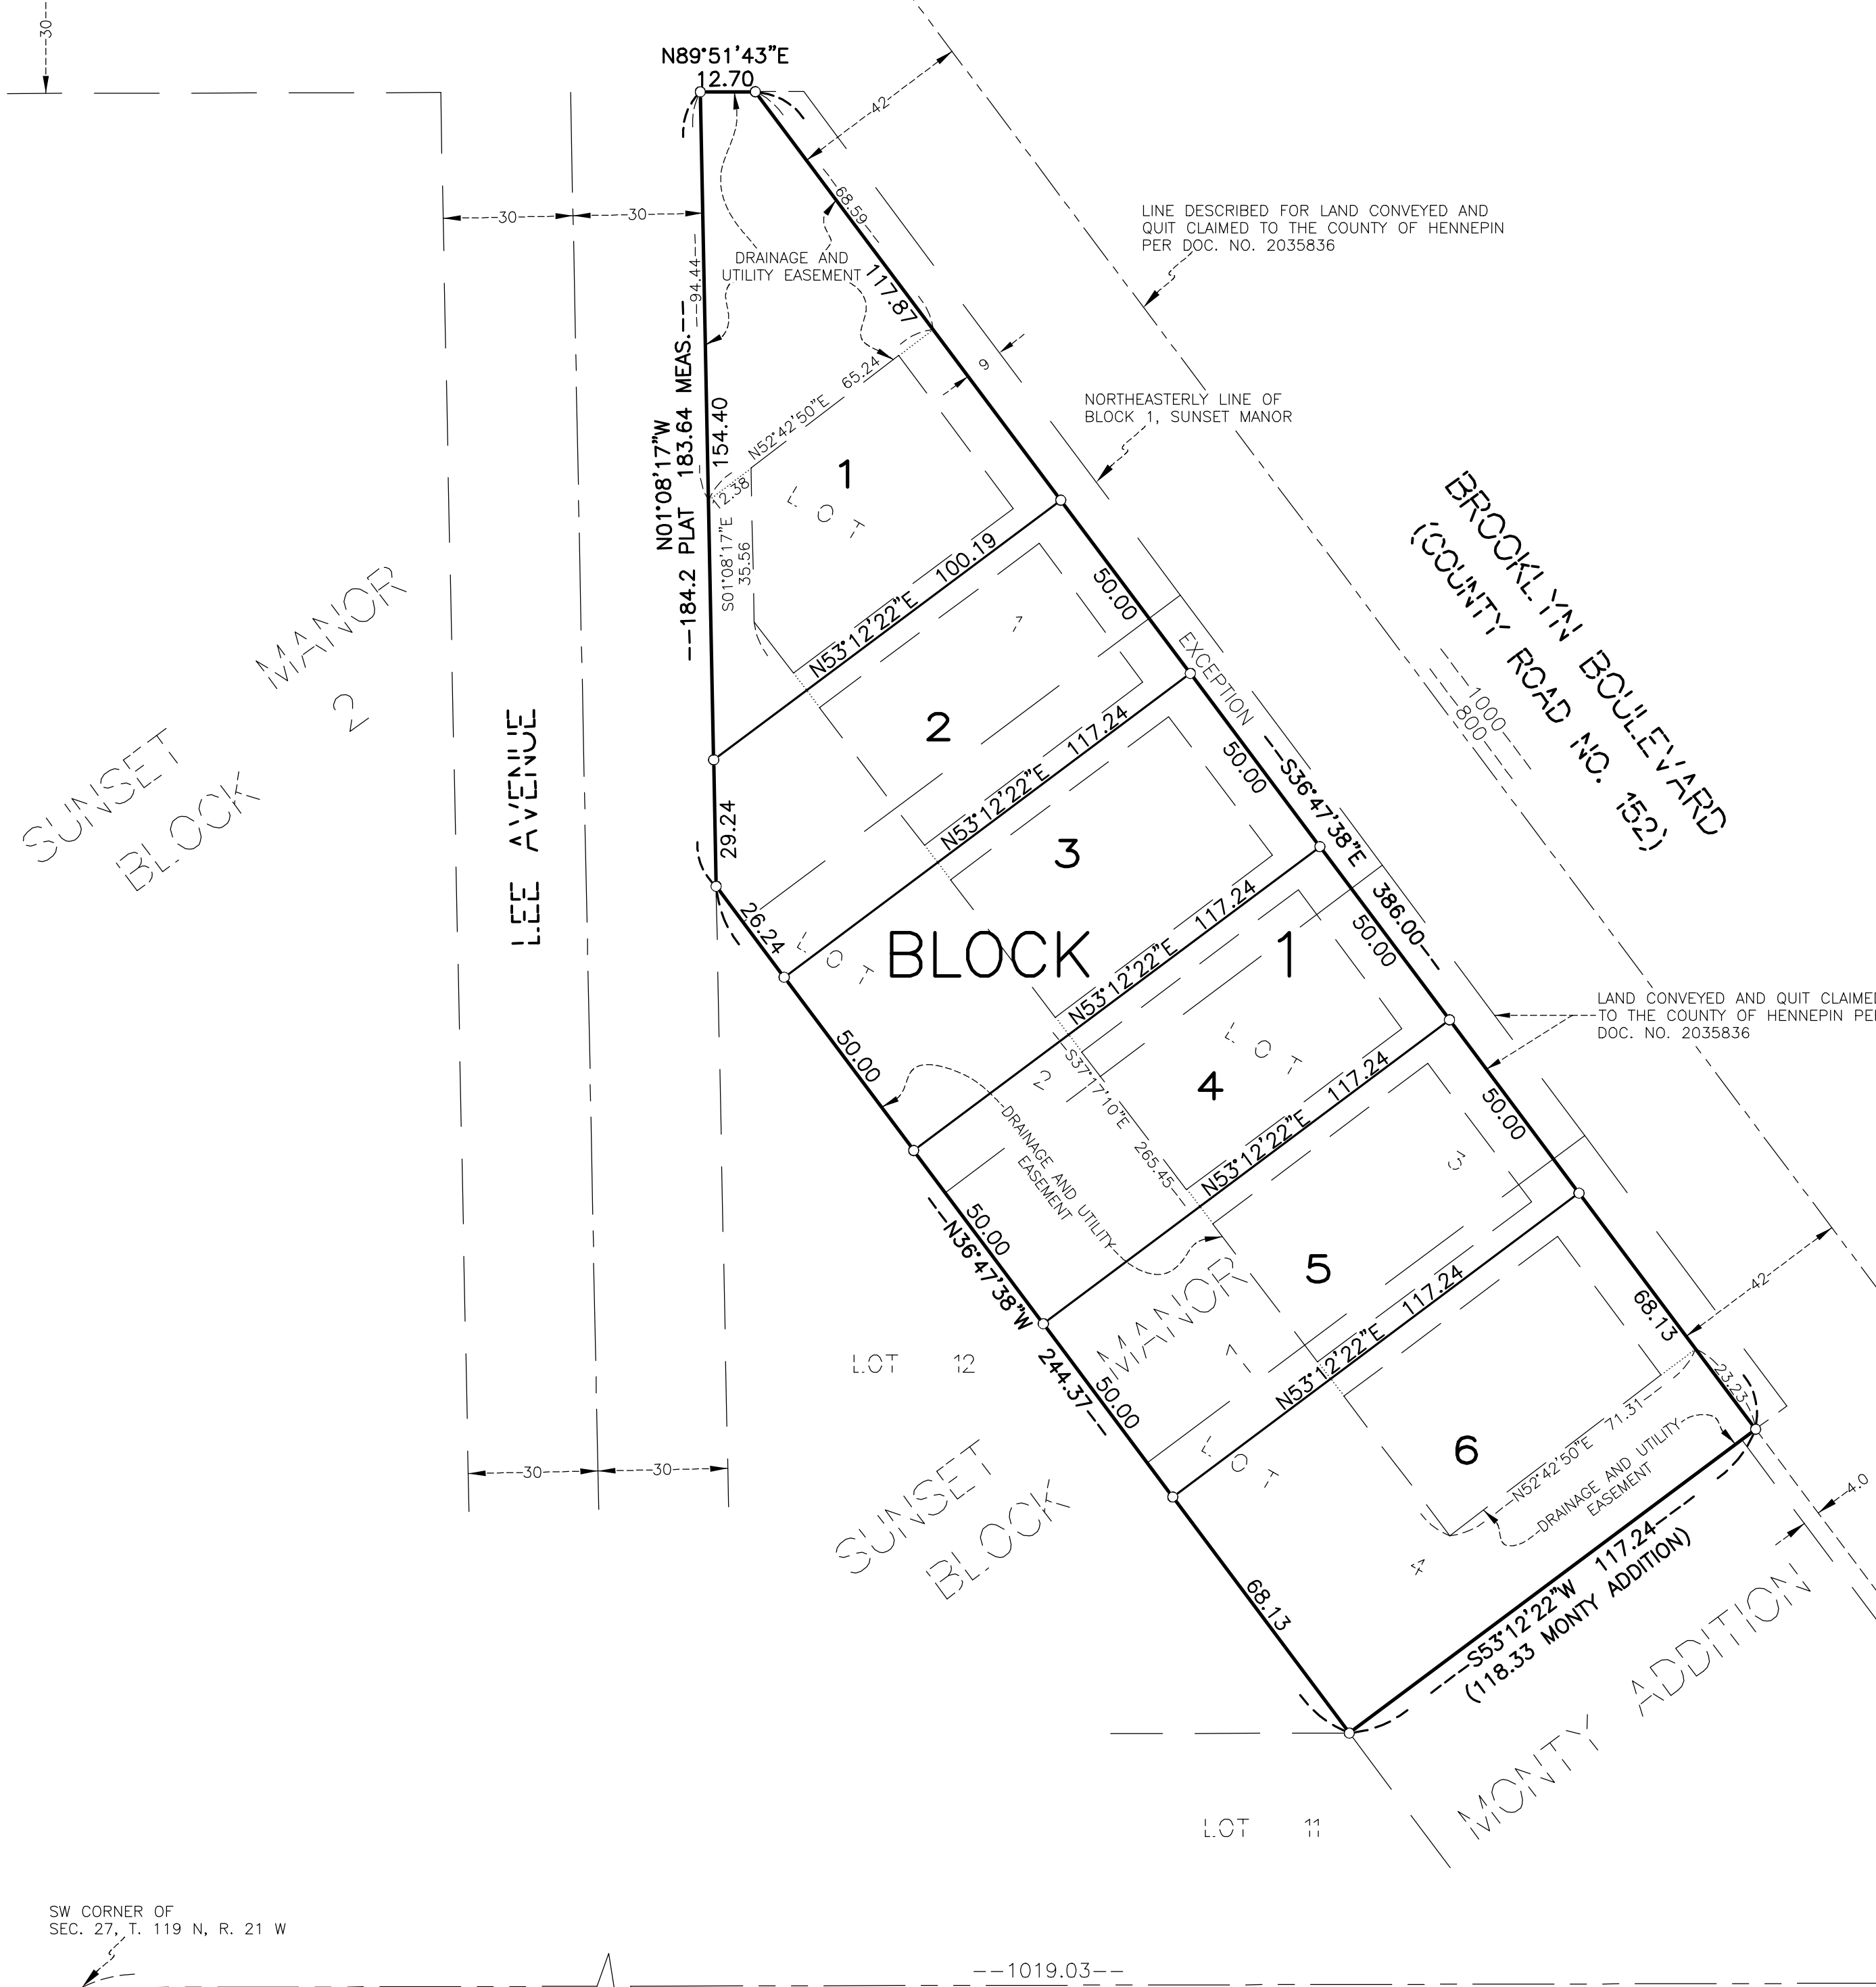 30
N89°51'43"E
12.70
42
68.59
30
30
LINE DESCRIBED FOR LAND CONVEYED AND
QUIT CLAIMED TO THE COUNTY OF HENNEPIN
PER DOC. NO. 2035836
DRAINAGE AND
UTILITY EASEMENT
94.44
117.87
N01°08'17"W
184.2 PLAT 183.64 MEAS.
154.40
N52°42'50"E 65.24
12.38
S01°08'17"E
35.56
9
1
LOT
NORTHEASTERLY LINE OF
BLOCK 1, SUNSET MANOR
BROOKLYN BOULEVARD
(COUNTY ROAD NO. 152)
1000
800
N53°12'22"E 100.19
50.00
1
EXCEPTION
2
SUNSET MANOR
BLOCK 2
LEE AVENUE
29.24
26.24
N53°12'22"E 117.24
50.00
S36°47'38"E 386.00
3
LOT
2
BLOCK 1
N53°12'22"E 117.24
50.00
LAND CONVEYED AND QUIT CLAIME
TO THE COUNTY OF HENNEPIN PE
DOC. NO. 2035836
50.00
LOT
3
4
S37°17'10"E 265.45
DRAINAGE AND UTILITY
EASEMENT
N53°12'22"E 117.24
50.00
50.00
N36°47'38"W
244.37
5
N53°12'22"E 117.24
68.13
42
23.23
LOT 12
SUNSET MANOR
BLOCK 1
50.00
LOT
4
6
N52°42'50"E 71.31
DRAINAGE AND UTILITY
EASEMENT
4.0
30
30
68.13
S53°12'22"W 117.24
(118.33 MONTY ADDITION)
MONTY ADDITION
LOT 11
SW CORNER OF
SEC. 27, T. 119 N, R. 21 W
1019.03